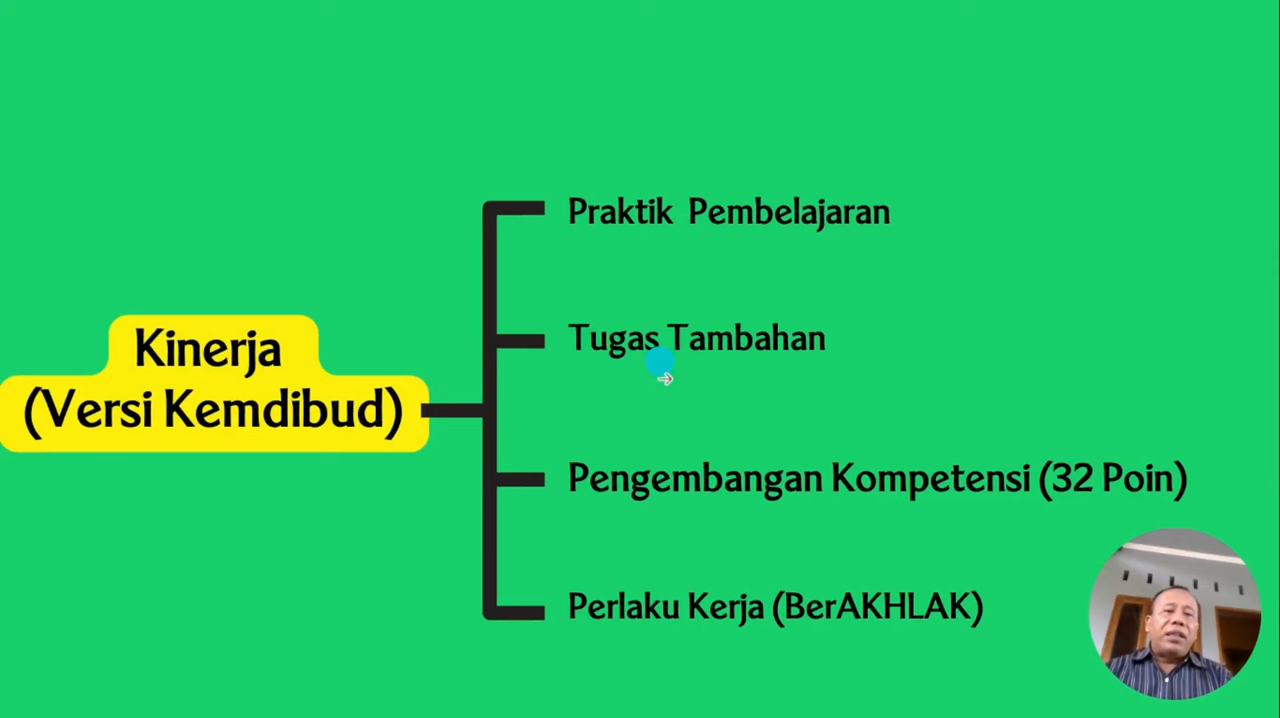 Kinerja
(Versi Kemdibud)
Praktik Pembelajaran
Tugas Tambahan
Pengembangan Kompetensi (32 Poin)
Perlaku Kerja (BerAKHLAK)